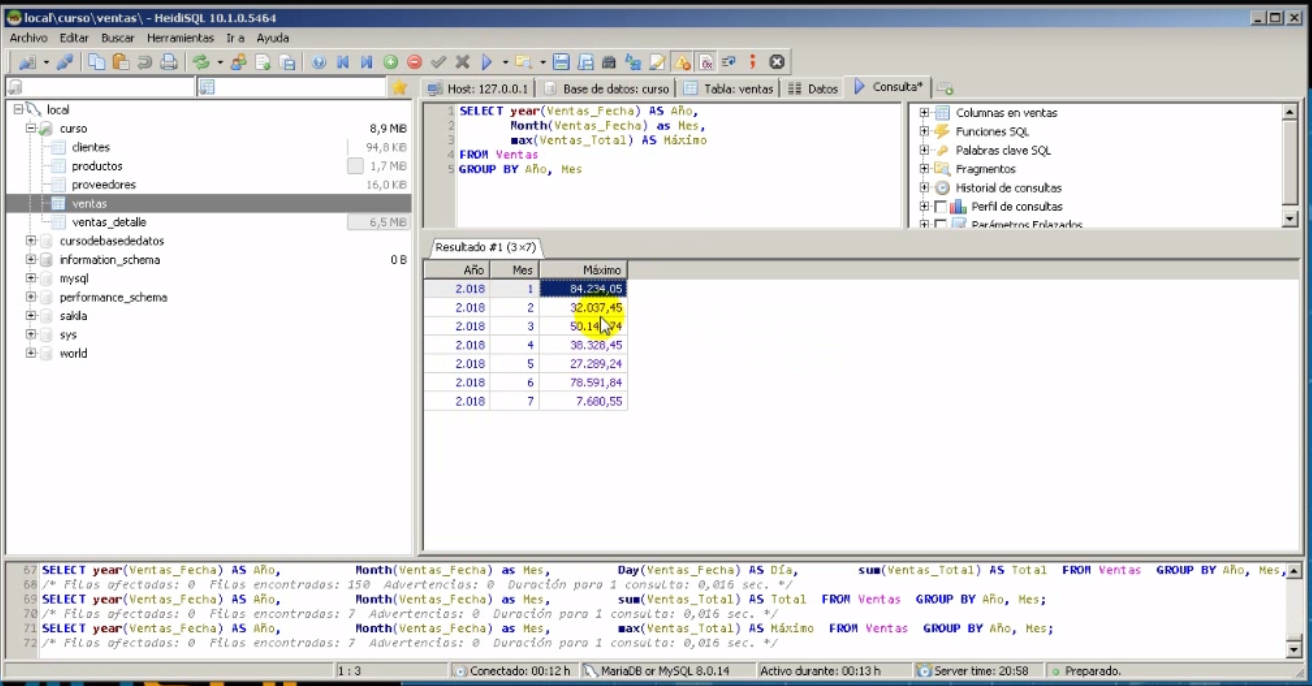 local\curso\ventas\ - HeidiSQL 10.1.0.5464
Archivo Editar Buscar Herramientas Ir a Ayuda
Host: 127.0.0.1 Base de datos: curso Tabla: ventas Datos Consulta*
local
curso 8,9 MiB
clientes 94,8 KiB
productos 1,7 MiB
proveedores 16,0 KiB
ventas
ventas_detalle 6,5 MiB
cursodebasededatos
information_schema 0 B
mysql
performance_schema
sakila
sys
world
1 SELECT year(Ventas_Fecha) AS Año,
2 Month(Ventas_Fecha) as Mes,
3 max(Ventas_Total) AS Máximo
4 FROM Ventas
5 GROUP BY Año, Mes
Columnas en ventas
Funciones SQL
Palabras clave SQL
Fragmentos
Historial de consultas
Perfil de consultas
Parámetros Enlazados
Resultado #1 (3×7)
Año Mes Máximo
2.018 1 84.234,05
2.018 2 32.037,45
2.018 3
2.018 4 38.328,45
2.018 5 27.289,24
2.018 6 78.591,84
2.018 7 7.680,55
67 SELECT year(Ventas_Fecha) AS Año, Month(Ventas_Fecha) as Mes, Day(Ventas_Fecha) AS Día, sum(Ventas_Total) AS Total FROM Ventas GROUP BY Año, Mes,
68 /* Filas afectadas: 0 Filas encontradas: 150 Advertencias: 0 Duración para 1 consulta: 0,016 sec. */
69 SELECT year(Ventas_Fecha) AS Año, Month(Ventas_Fecha) as Mes, sum(Ventas_Total) AS Total FROM Ventas GROUP BY Año, Mes;
70 /* Filas afectadas: 0 Filas encontradas: 7 Advertencias: 0 Duración para 1 consulta: 0,016 sec. */
71 SELECT year(Ventas_Fecha) AS Año, Month(Ventas_Fecha) as Mes, max(Ventas_Total) AS Máximo FROM Ventas GROUP BY Año, Mes;
72 /* Filas afectadas: 0 Filas encontradas: 7 Advertencias: 0 Duración para 1 consulta: 0,016 sec. */
1 : 3 Conectado: 00:12 h MariaDB or MySQL 8.0.14 Activo durante: 00:13 h Server time: 20:58 Preparado.